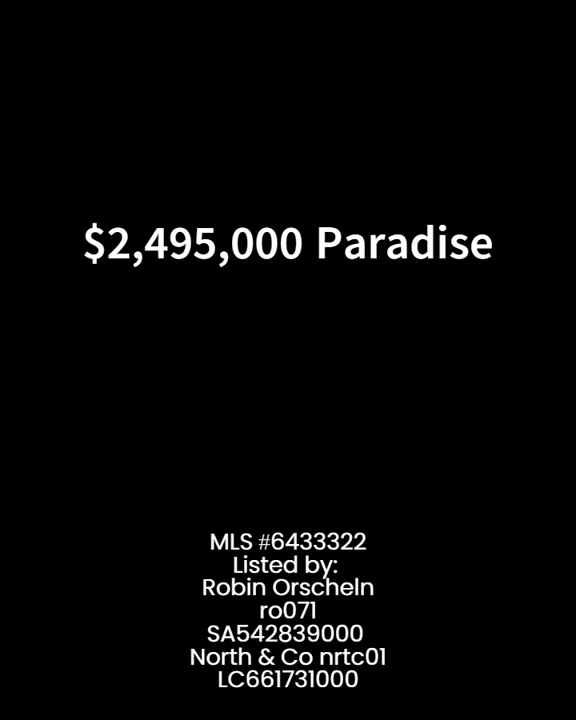 $2,495,000 Paradise
MLS #6433322
Listed by:
Robin Orscheln
ro071
SA542839000
North & Co nrtc01
LC661731000